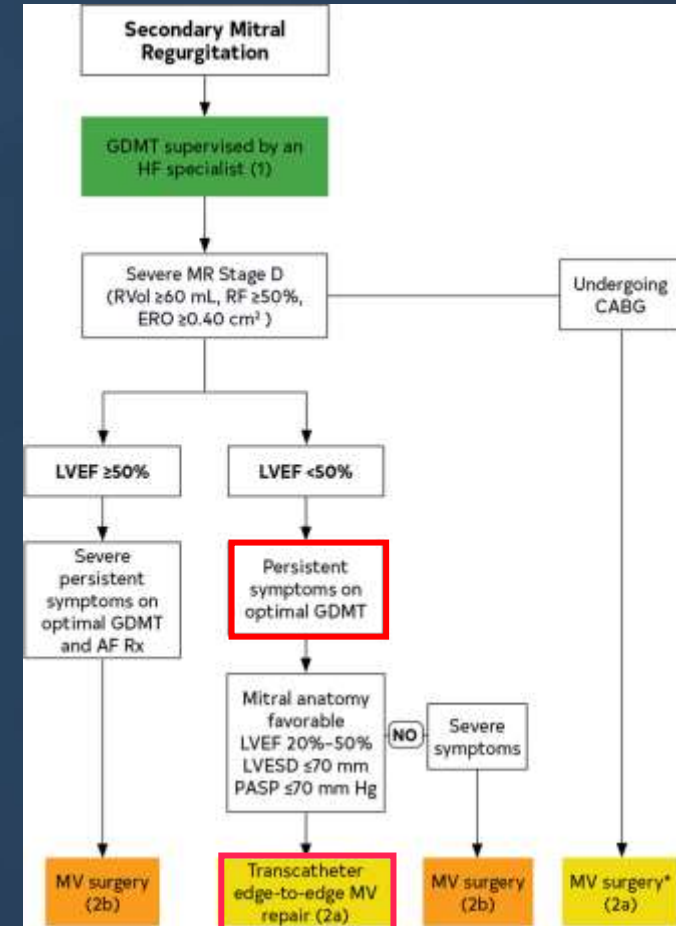 Secondary Mitral
Regurgitation
GDMT supervised by an
HF specialist (1)
Severe MR Stage D
(RVol ≥60 mL, RF ≥50%,
ERO ≥0.40 cm²)
Undergoing
CABG
LVEF ≥50%
LVEF <50%
Severe
persistent
symptoms on
optimal GDMT
and AF Rx
Persistent
symptoms on
optimal GDMT
Mitral anatomy
favorable
LVEF 20%–50%
LVESD ≤70 mm
PASP ≤70 mm Hg
NO
Severe
symptoms
MV surgery
(2b)
Transcatheter
edge-to-edge MV
repair (2a)
MV surgery
(2b)
MV surgery*
(2a)